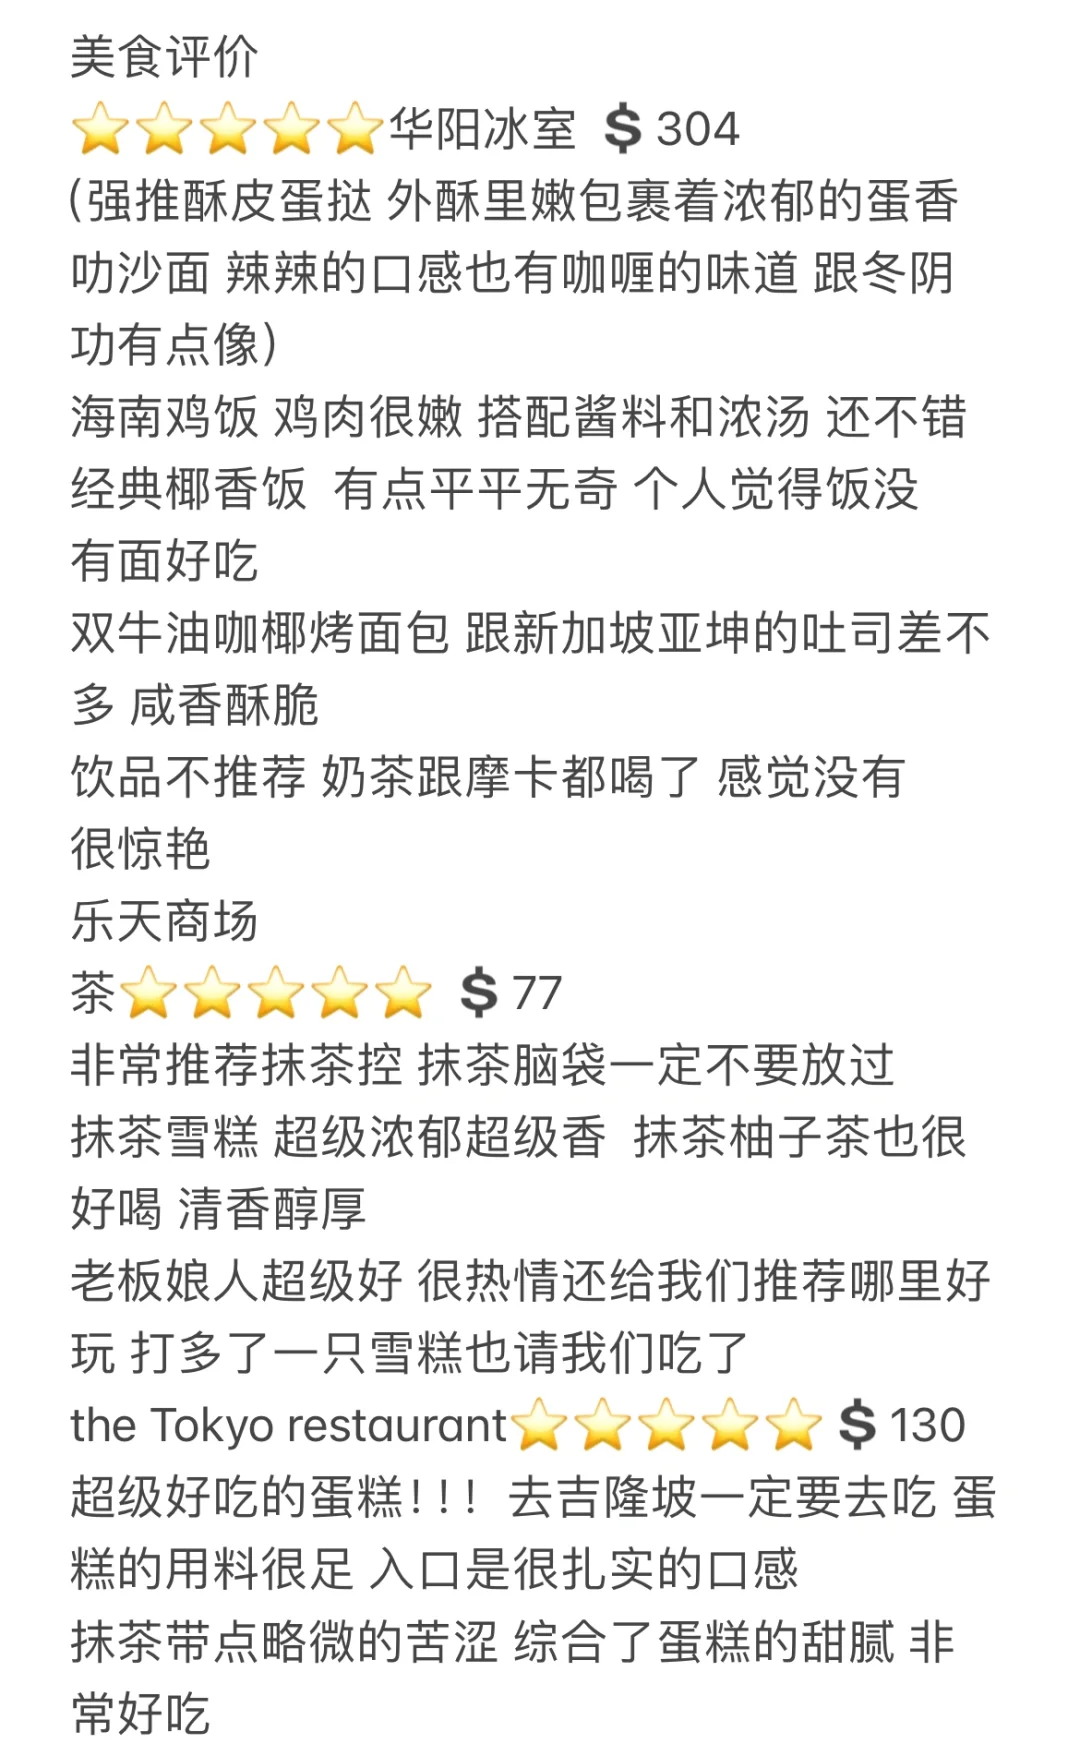 美食评价
⭐⭐⭐⭐⭐华阳冰室 💲304
(强推酥皮蛋挞 外酥里嫩包裹着浓郁的蛋香
叻沙面 辣辣的口感也有咖喱的味道 跟冬阴
功有点像)
海南鸡饭 鸡肉很嫩 搭配酱料和浓汤 还不错
经典椰香饭 有点平平无奇 个人觉得饭没
有面好吃
双牛油咖椰烤面包 跟新加坡亚坤的吐司差不
多 咸香酥脆
饮品不推荐 奶茶跟摩卡都喝了 感觉没有
很惊艳
乐天商场
茶⭐⭐⭐⭐⭐ 💲77
非常推荐抹茶控 抹茶脑袋一定不要放过
抹茶雪糕 超级浓郁超级香 抹茶柚子茶也很
好喝 清香醇厚
老板娘人超级好 很热情还给我们推荐哪里好
玩 打多了一只雪糕也请我们吃了
the Tokyo restaurant⭐⭐⭐⭐⭐💲130
超级好吃的蛋糕!!! 去吉隆坡一定要去吃 蛋
糕的用料很足 入口是很扎实的口感
抹茶带点略微的苦涩 综合了蛋糕的甜腻 非
常好吃